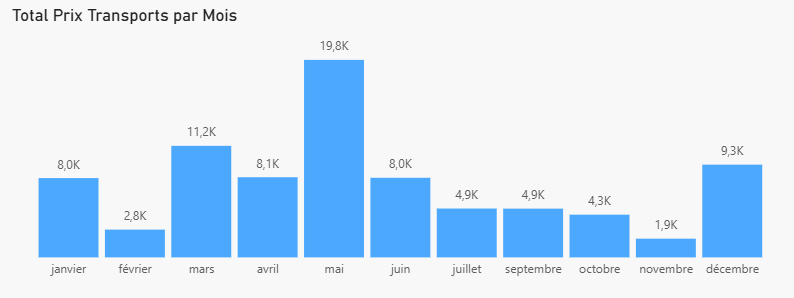 Total Prix Transports par Mois
19,8K
11,2K
9,3K
8,0K
8,1K
8,0K
4,9K
4,9K
4,3K
2,8K
1,9K
janvier février mars avril mai juin juillet septembre octobre novembre décembre